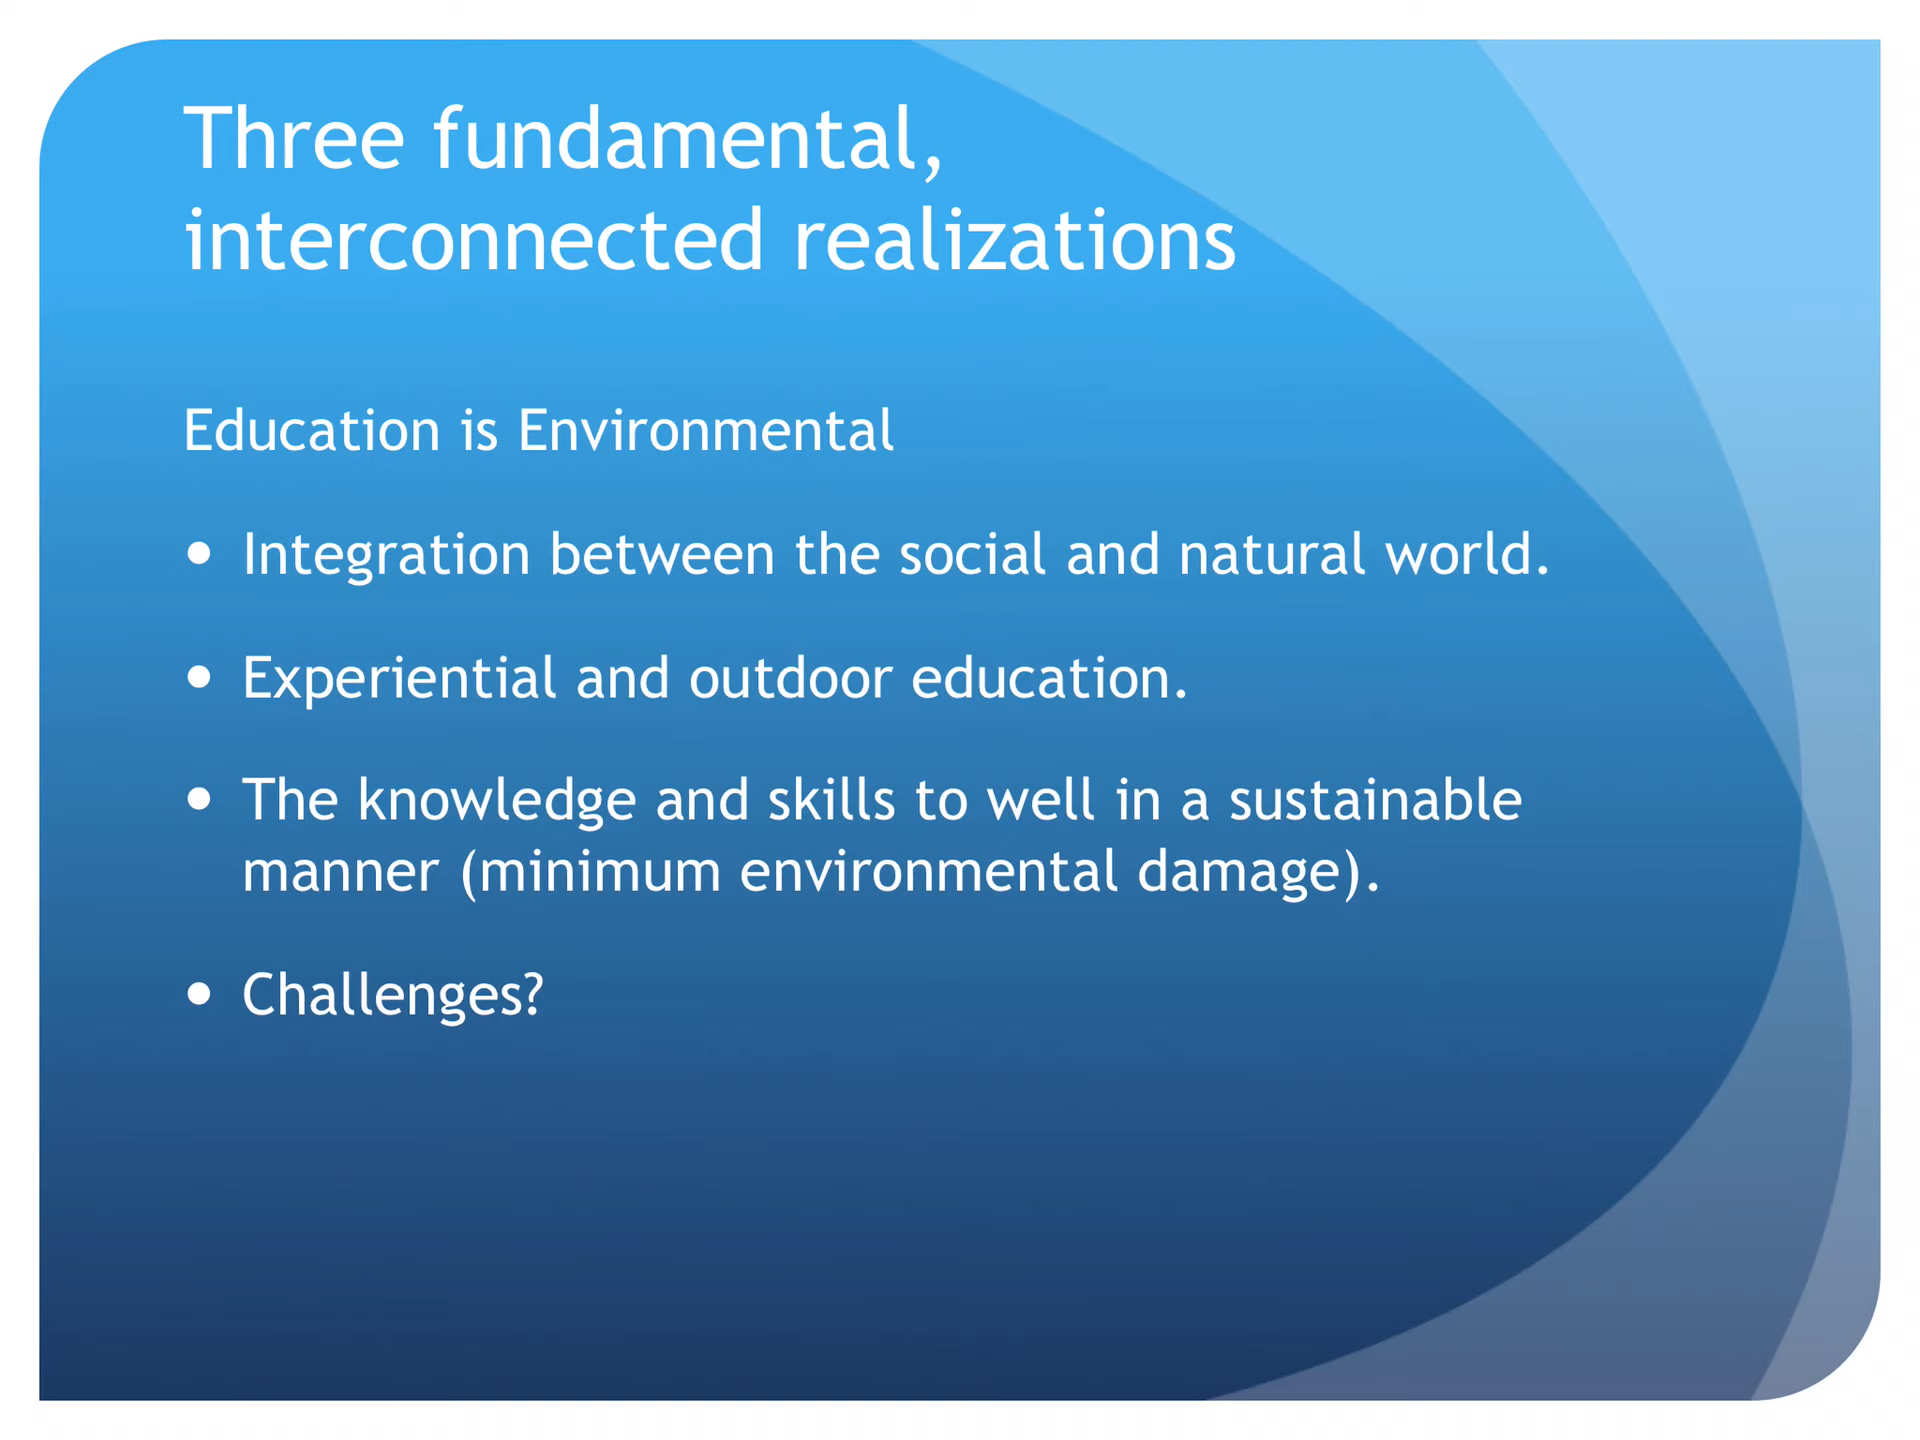 Three fundamental,
interconnected realizations
Education is Environmental
• Integration between the social and natural world.
• Experiential and outdoor education.
• The knowledge and skills to well in a sustainable
manner (minimum environmental damage).
• Challenges?